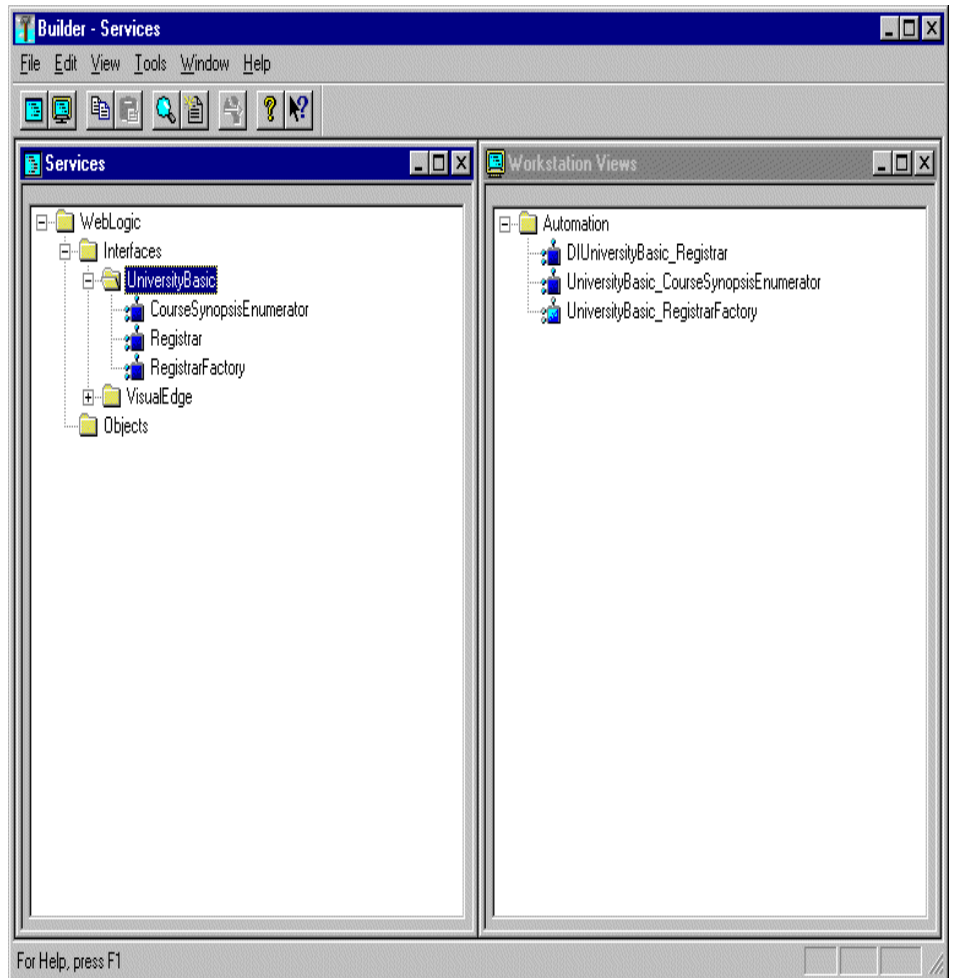 Builder - Services
File Edit View Tools Window Help
Services
WebLogic
Interfaces
UniversityBasic
CourseSynopsisEnumerator
Registrar
RegistrarFactory
VisualEdge
Objects
Workstation Views
Automation
DIUniversityBasic_Registrar
UniversityBasic_CourseSynopsisEnumerator
UniversityBasic_RegistrarFactory
For Help, press F1